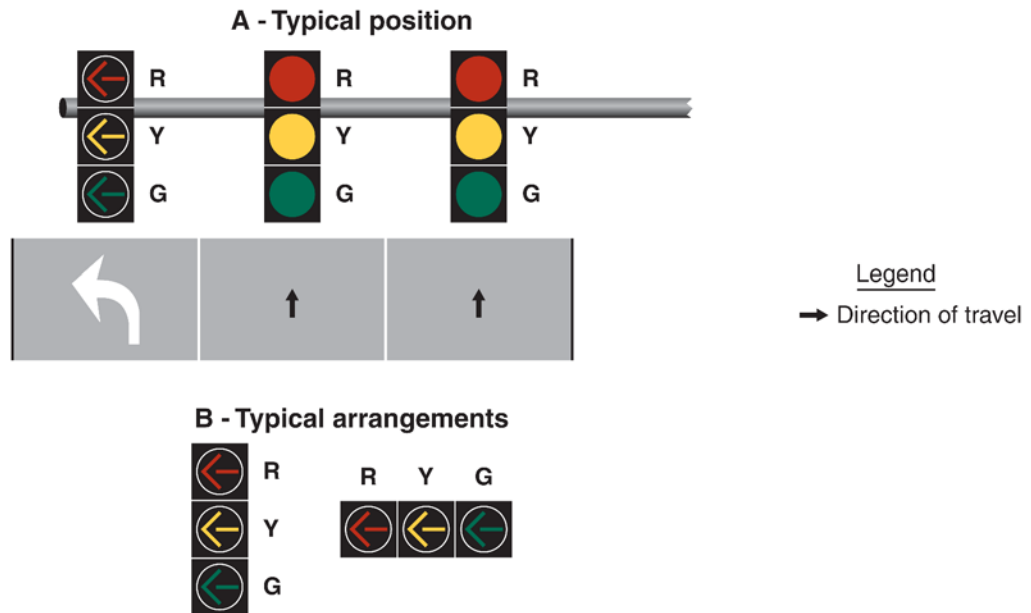 A - Typical position
R R R
Y Y Y
G G G
Legend
Direction of travel
B - Typical arrangements
R
Y
G
R Y G